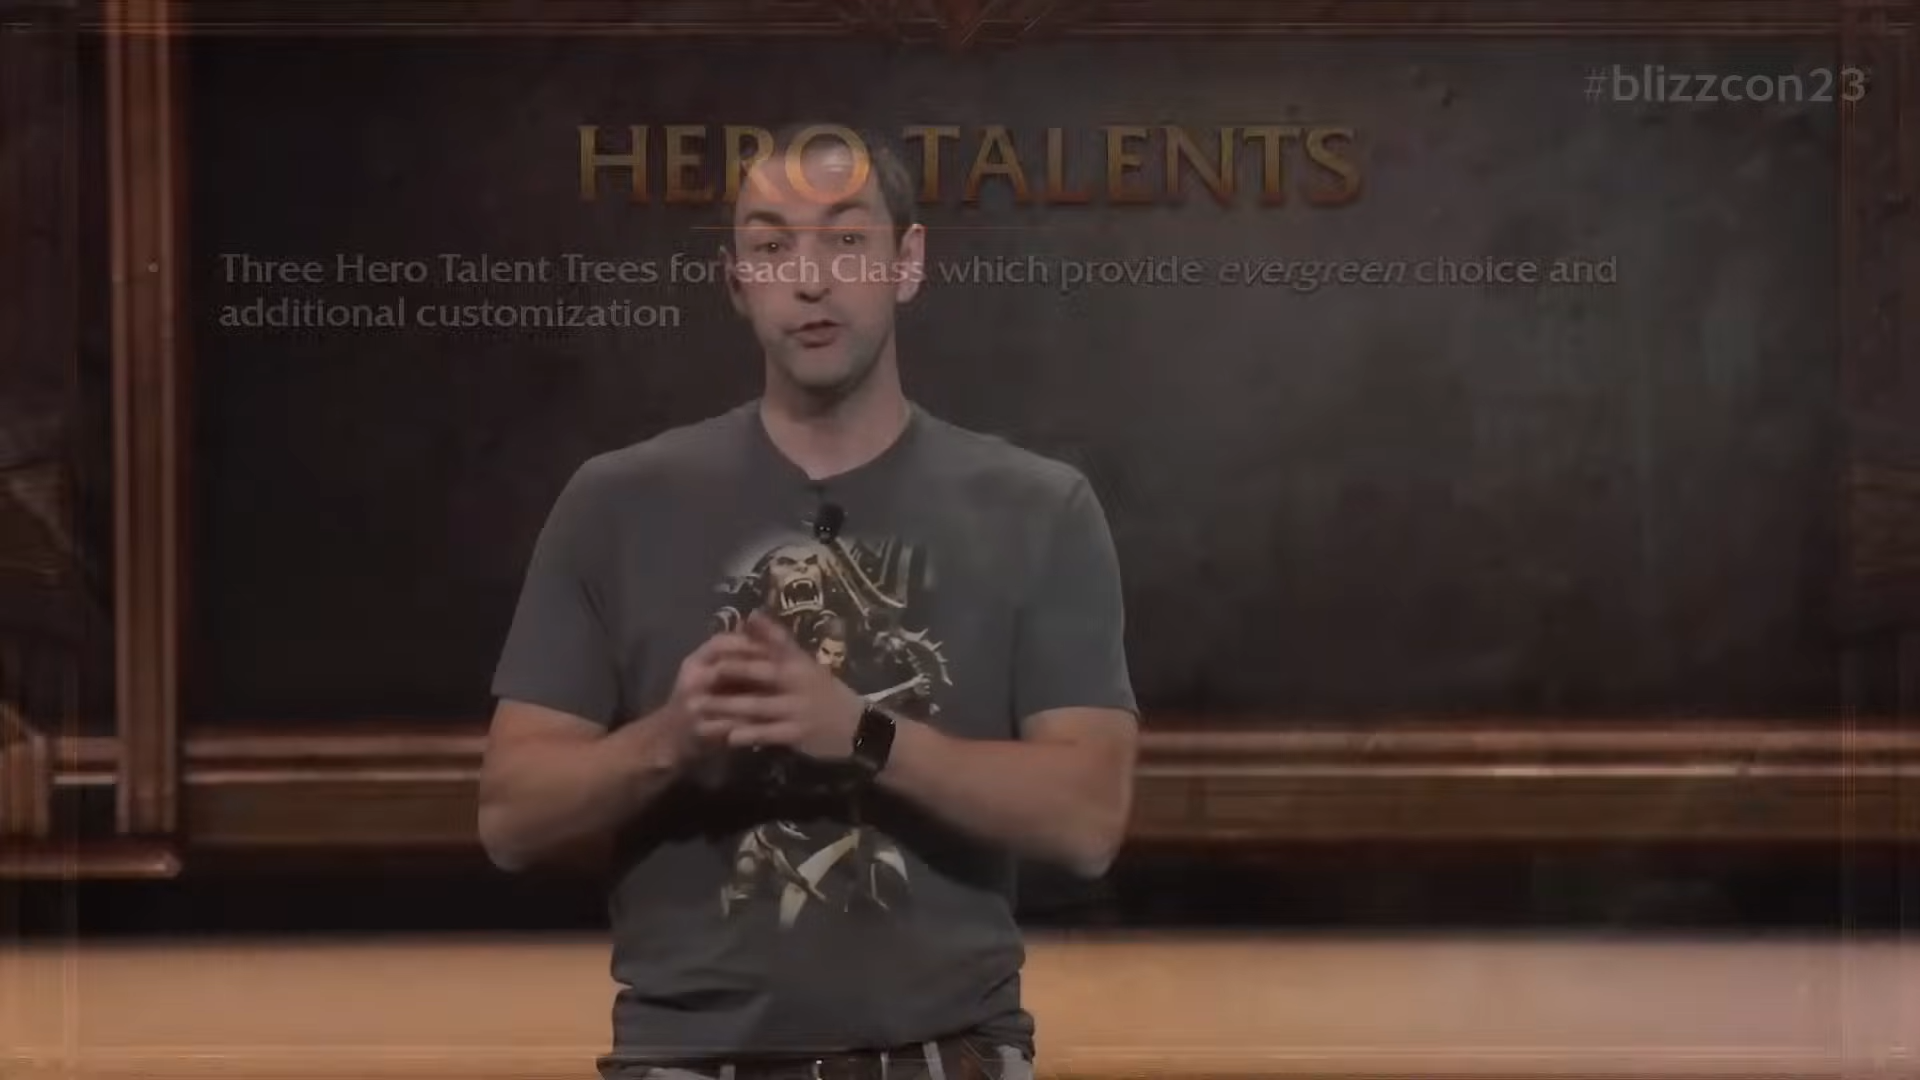 #blizzcon23
HERO TALENTS
Three Hero Talent Trees for each Class which provide evergreen choice and
additional customization